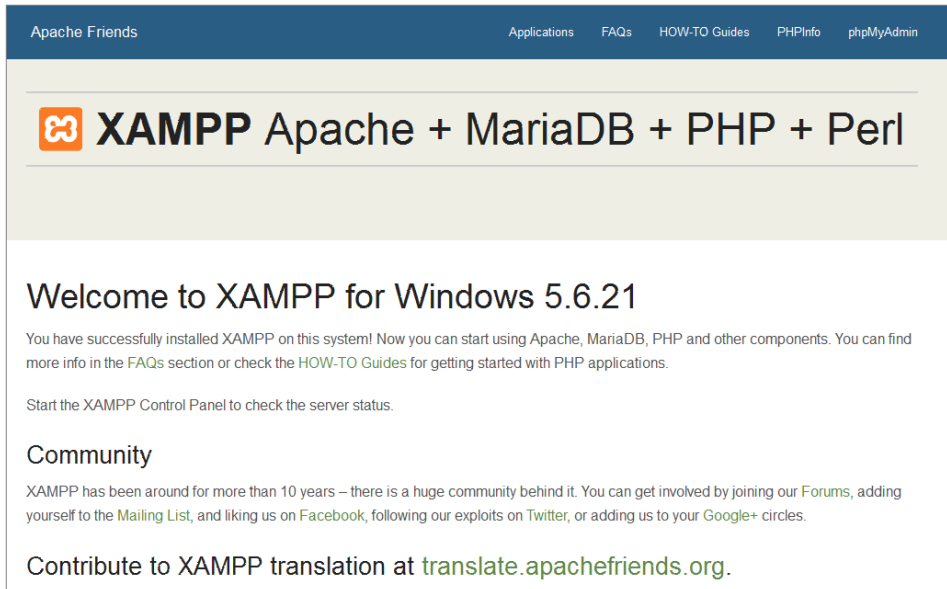 Apache Friends Applications FAQs HOW-TO Guides PHPInfo phpMyAdmin
XAMPP Apache + MariaDB + PHP + Perl
Welcome to XAMPP for Windows 5.6.21
You have successfully installed XAMPP on this system! Now you can start using Apache, MariaDB, PHP and other components. You can find
more info in the FAQs section or check the HOW-TO Guides for getting started with PHP applications.
Start the XAMPP Control Panel to check the server status.
Community
XAMPP has been around for more than 10 years – there is a huge community behind it. You can get involved by joining our Forums, adding
yourself to the Mailing List, and liking us on Facebook, following our exploits on Twitter, or adding us to your Google+ circles.
Contribute to XAMPP translation at translate.apachefriends.org.